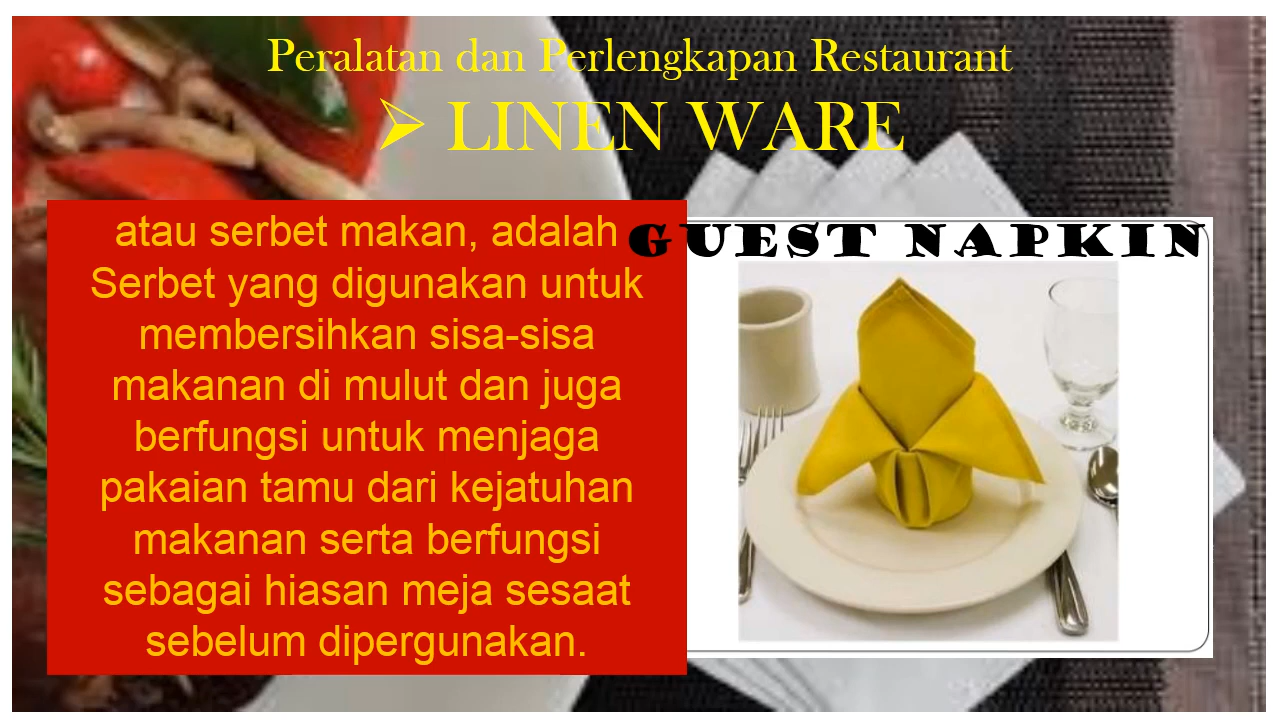 Peralatan dan Perlengkapan Restaurant
➢ LINEN WARE
GUEST NAPKIN
atau serbet makan, adalah
Serbet yang digunakan untuk
membersihkan sisa-sisa
makanan di mulut dan juga
berfungsi untuk menjaga
pakaian tamu dari kejatuhan
makanan serta berfungsi
sebagai hiasan meja sesaat
sebelum dipergunakan.